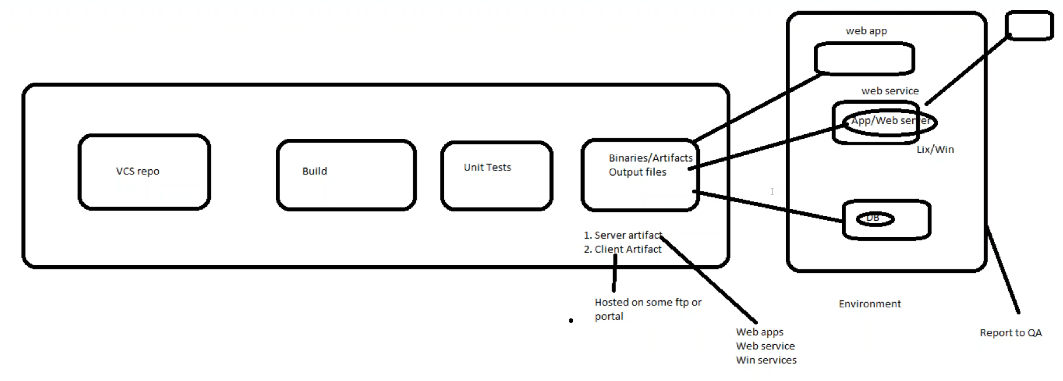 web app
web service
App/Web server
Lix/Win
VCS repo
Build
Unit Tests
Binaries/Artifacts
Output files
DB
1. Server artifact
2. Client Artifact
Hosted on some ftp or
portal
Environment
Web apps
Web service
Win services
Report to QA